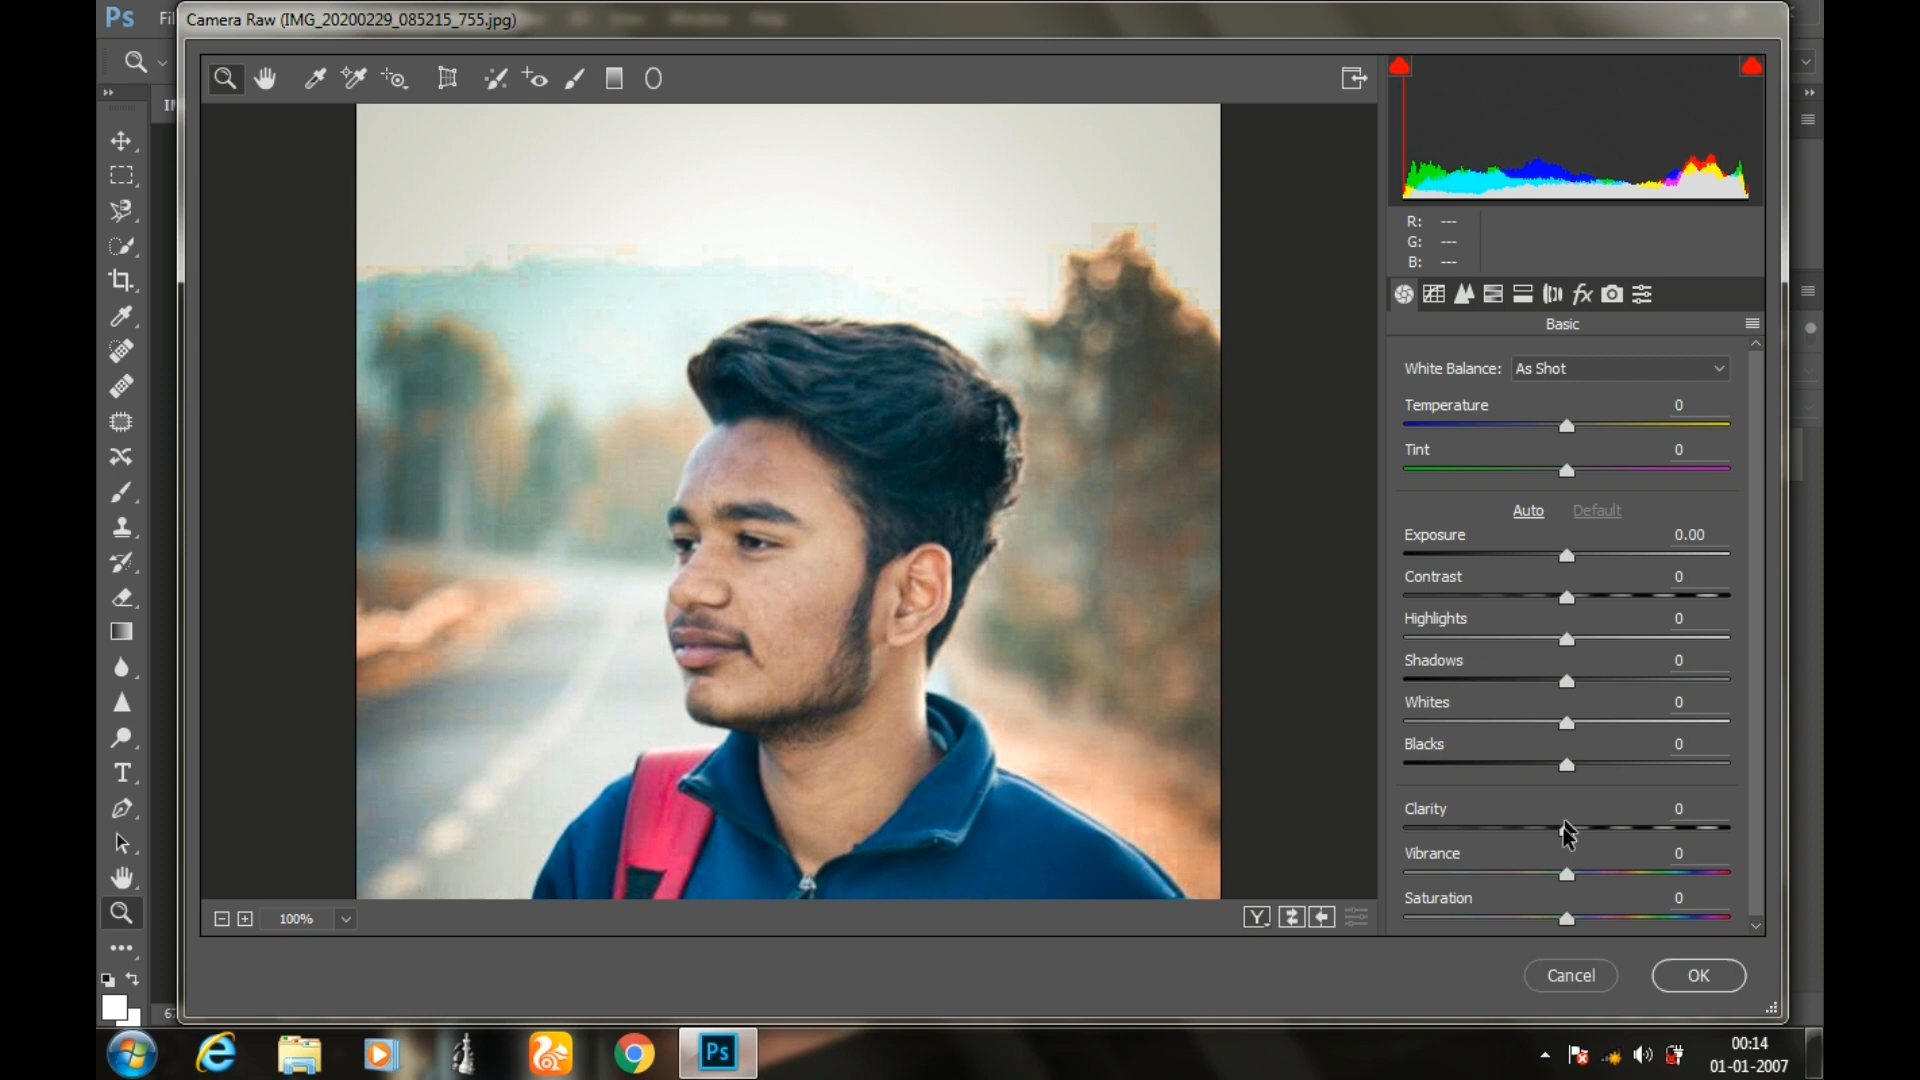 Ps
Camera Raw (IMG_20200229_085215_755.jpg)
R: ---
G: ---
B: ---
fx
Basic
White Balance: As Shot
Temperature 0
Tint 0
Auto Default
Exposure 0.00
Contrast 0
Highlights 0
Shadows 0
Whites 0
Blacks 0
Clarity 0
Vibrance 0
Saturation 0
100%
Y
Cancel OK
T
Ps
00:14
01-01-2007